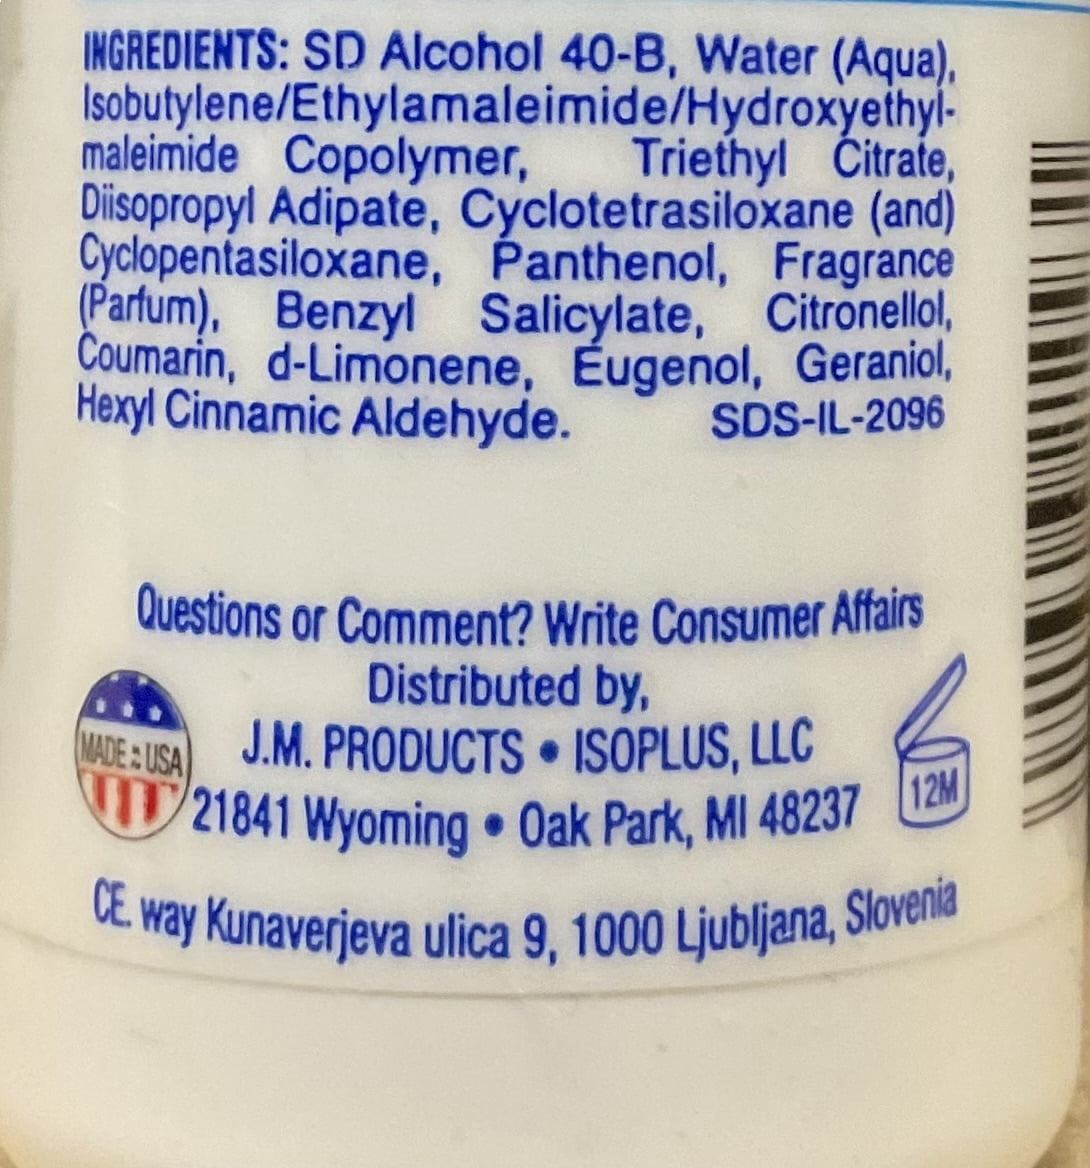 INGREDIENTS: SD Alcohol 40-B, Water (Aqua),
Isobutylene/Ethylamaleimide/Hydroxyethyl-
maleimide Copolymer, Triethyl Citrate,
Diisopropyl Adipate, Cyclotetrasiloxane (and)
Cyclopentasiloxane, Panthenol, Fragrance
(Parfum), Benzyl Salicylate, Citronellol,
Coumarin, d-Limonene, Eugenol, Geraniol,
Hexyl Cinnamic Aldehyde. SDS-IL-2096
Questions or Comment? Write Consumer Affairs
Distributed by,
J.M. PRODUCTS • ISOPLUS, LLC
MADE USA
21841 Wyoming • Oak Park, MI 48237
12M
CE. way Kunaverjeva ulica 9, 1000 Ljubljana, Slovenia